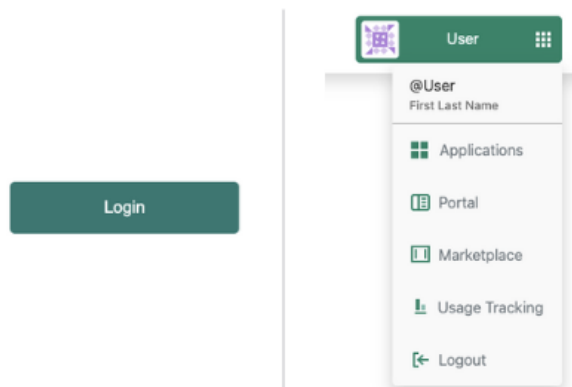 Login
User
@User
First Last Name
Applications
Portal
Marketplace
Usage Tracking
Logout